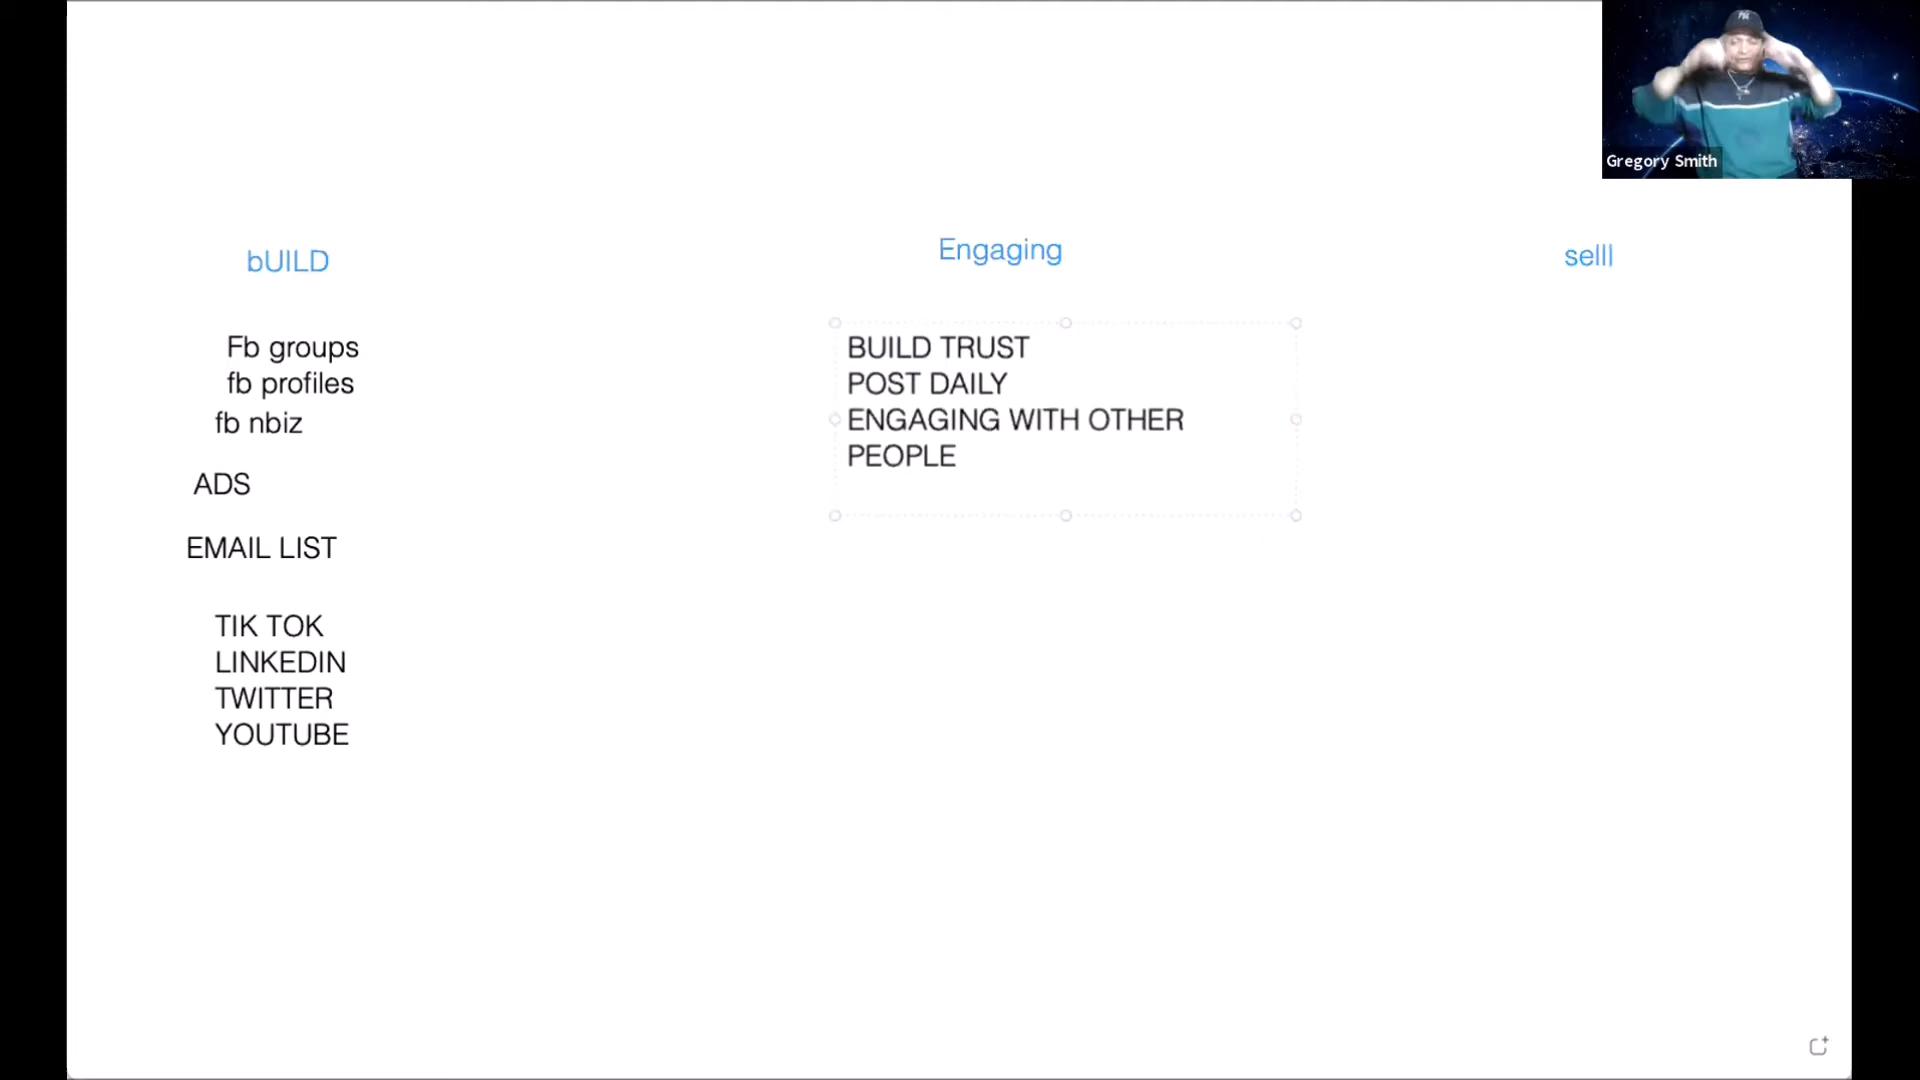 Gregory Smith
bUILD
Engaging
selll
Fb groups
fb profiles
fb nbiz
ADS
EMAIL LIST
TIK TOK
LINKEDIN
TWITTER
YOUTUBE
BUILD TRUST
POST DAILY
ENGAGING WITH OTHER
PEOPLE